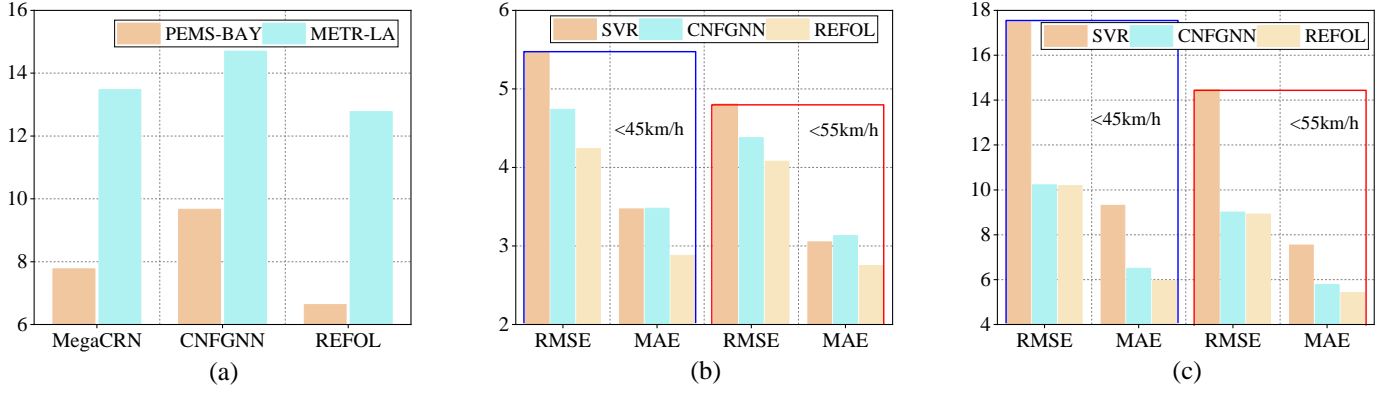 16
14
12
10
8
6
PEMS-BAY METR-LA
MegaCRN CNFGNN REFOL
(a)
6
5
4
3
2
SVR CNFGNN REFOL
<45km/h
<55km/h
RMSE MAE RMSE MAE
(b)
18
16
14
12
10
8
6
4
SVR CNFGNN REFOL
<45km/h
<55km/h
RMSE MAE RMSE MAE
(c)